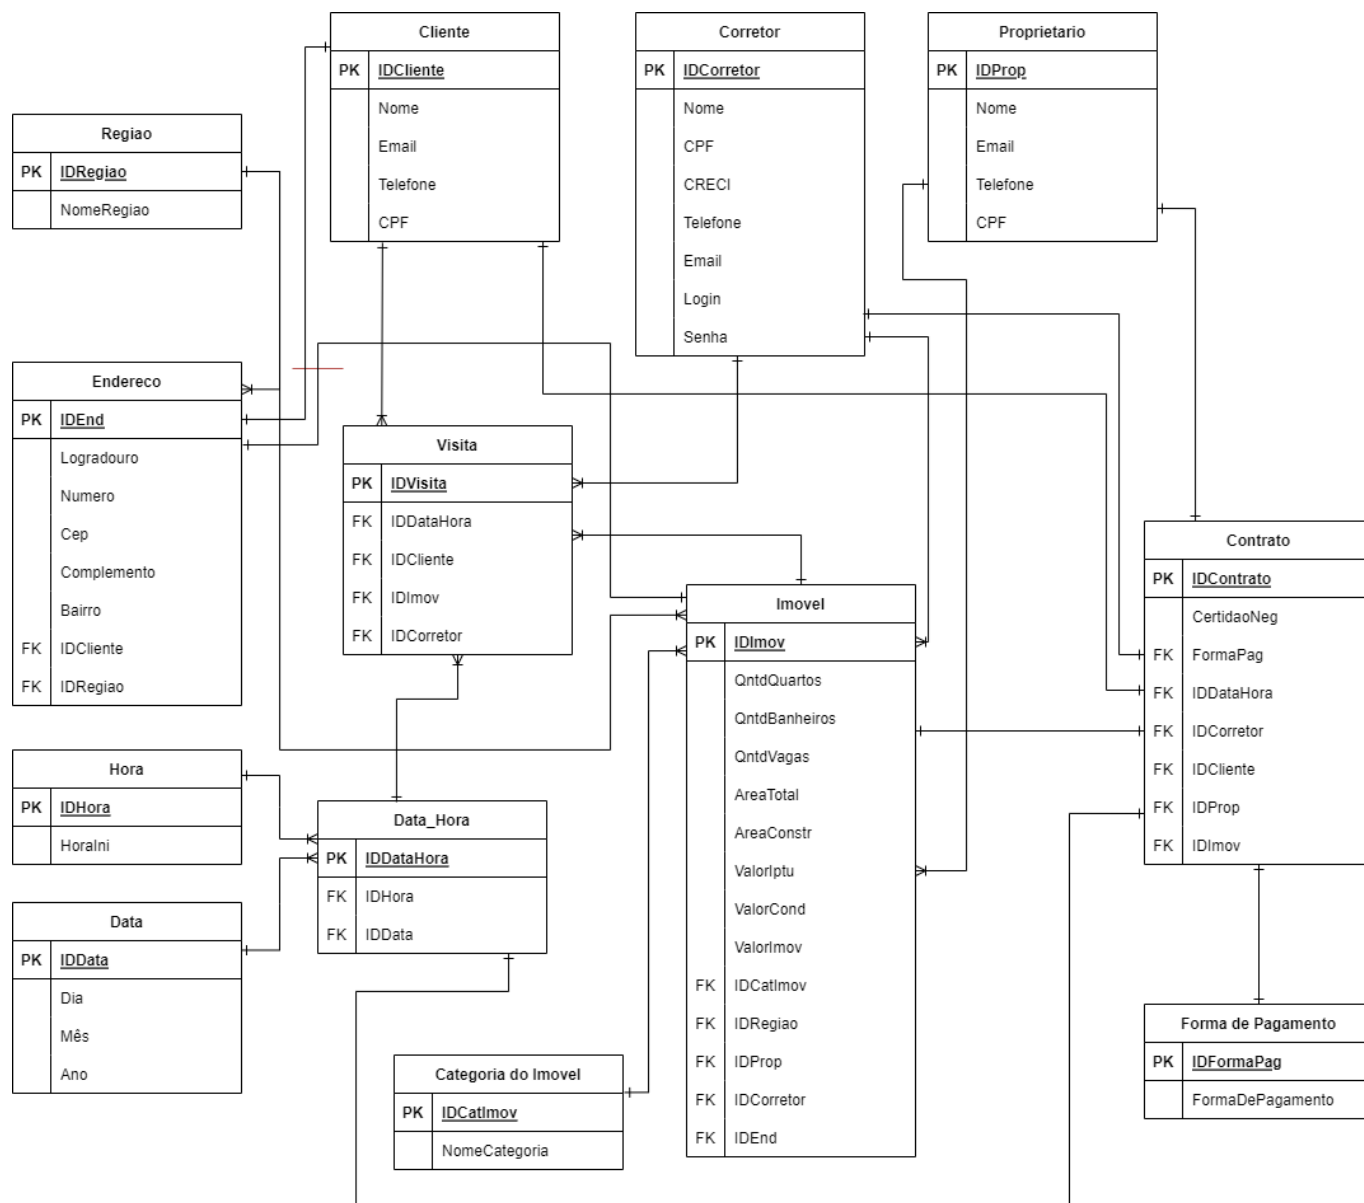 Cliente
PK IDCliente
Nome
Email
Telefone
CPF
Corretor
PK IDCorretor
Nome
CPF
CRECI
Telefone
Email
Login
Senha
Proprietario
PK IDProp
Nome
Email
Telefone
CPF
Regiao
PK IDRegiao
NomeRegiao
Endereco
PK IDEnd
Logradouro
Numero
Cep
Complemento
Bairro
FK IDCliente
FK IDRegiao
Visita
PK IDVisita
FK IDDataHora
FK IDCliente
FK IDImov
FK IDCorretor
Contrato
PK IDContrato
CertidaoNeg
FK FormaPag
FK IDDataHora
FK IDCorretor
FK IDCliente
FK IDProp
FK IDImov
Imovel
PK IDImov
QntdQuartos
QntdBanheiros
QntdVagas
AreaTotal
AreaConstr
ValorIptu
ValorCond
ValorImov
FK IDCatImov
FK IDRegiao
FK IDProp
FK IDCorretor
FK IDEnd
Hora
PK IDHora
HoraIni
Data_Hora
PK IDDataHora
FK IDHora
FK IDData
Data
PK IDData
Dia
Mês
Ano
Categoria do Imovel
PK IDCatImov
NomeCategoria
Forma de Pagamento
PK IDFormaPag
FormaDePagamento